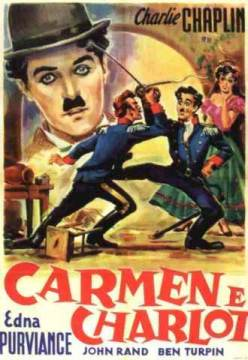 Charlie CHAPLIN
CARMEN E
CHARLOT
Edna
PURVIANCE
JOHN RAND BEN TURPIN